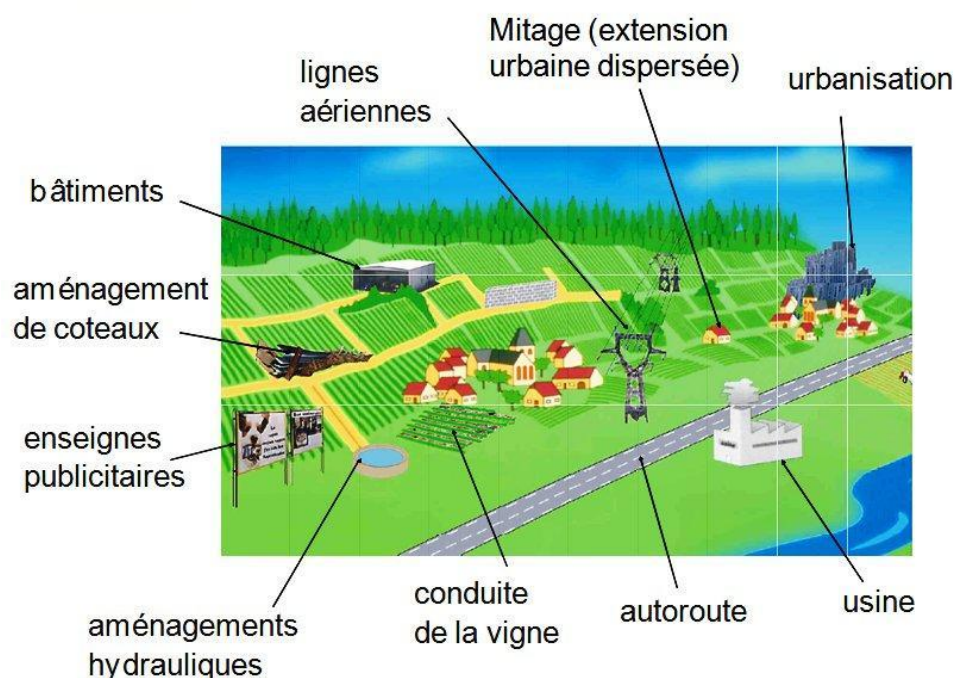 Mitage (extension
urbaine dispersée)
lignes
aériennes
urbanisation
bâtiments
aménagement
de coteaux
enseignes
publicitaires
aménagements
hydrauliques
conduite
de la vigne
autoroute
usine